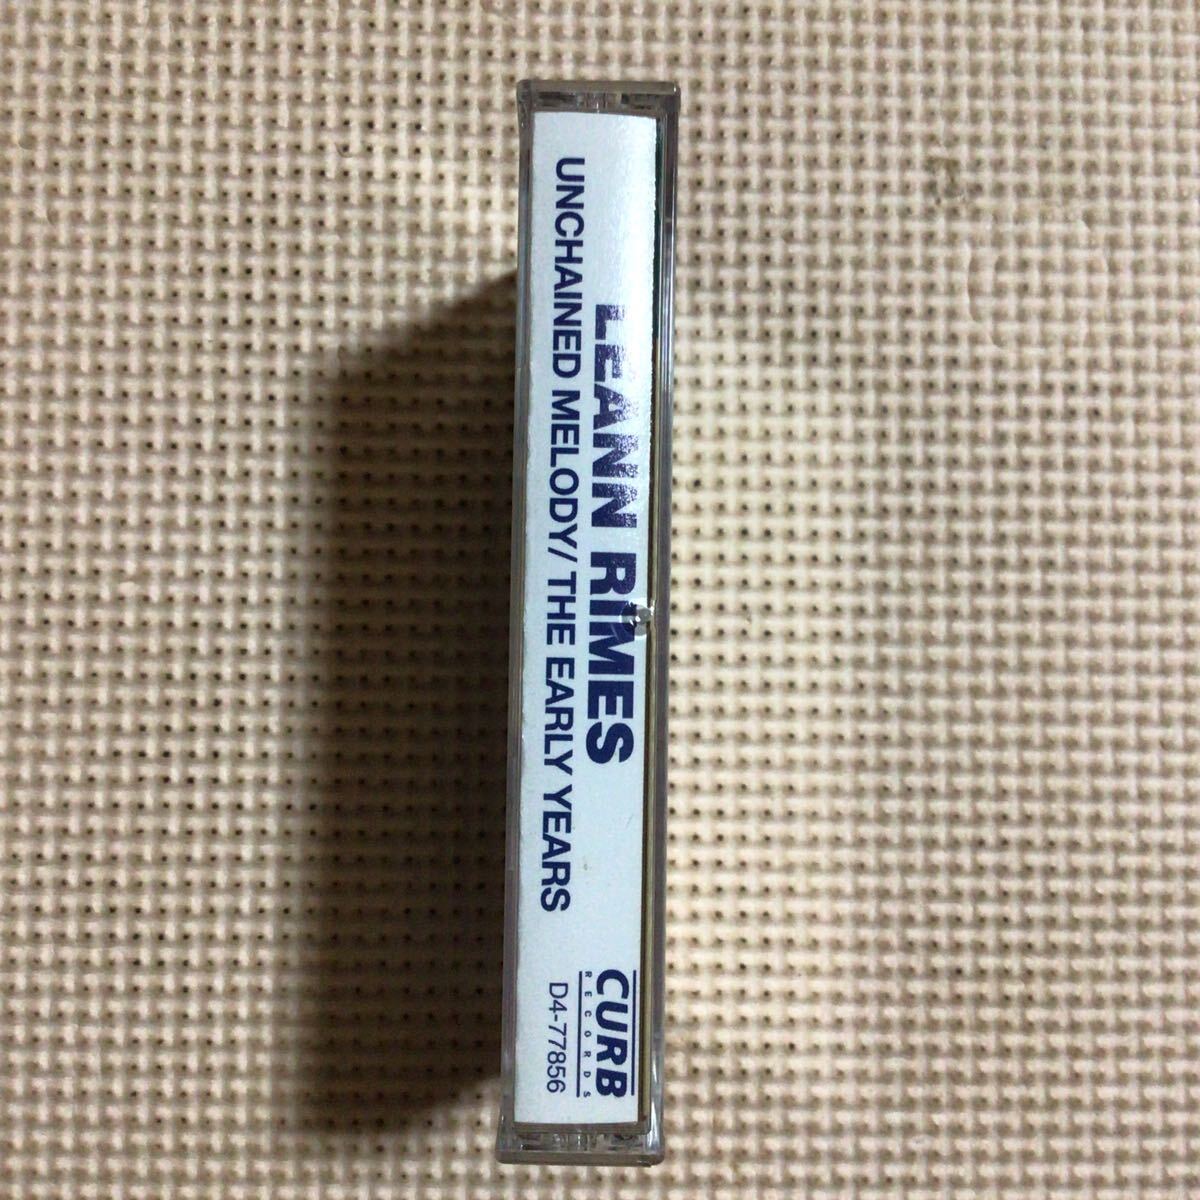 LEANN RIMES
UNCHAINED MELODY/ THE EARLY YEARS
CURB
RECORDS
D4-77856